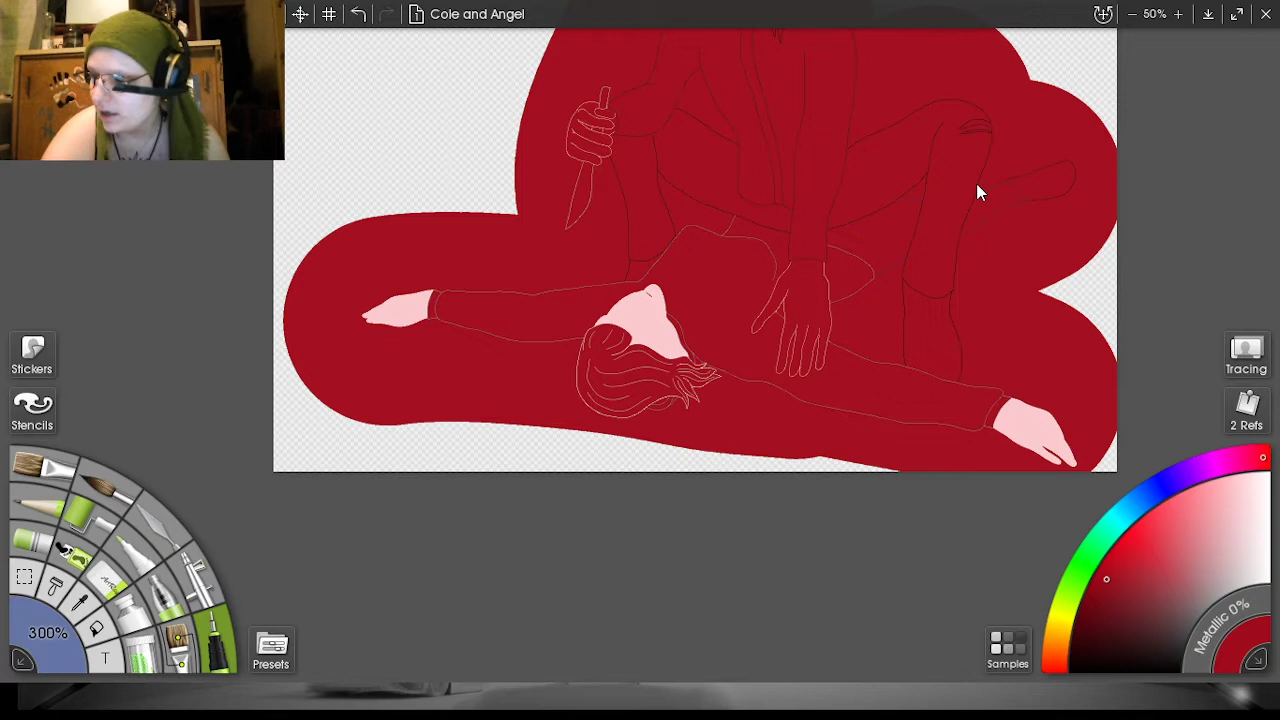 Cole and Angel
50%
Stickers
Stencils
Tracing
2 Refs
300%
T
Presets
Samples
Metallic 0%